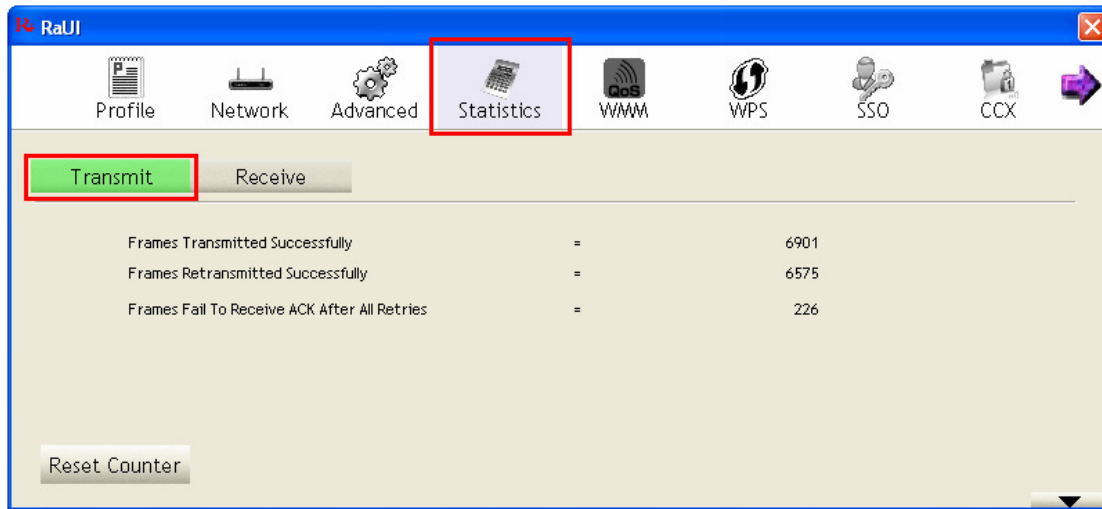 RaUI
Profile Network Advanced Statistics QoS WMM WPS SSO CCX
Transmit Receive
Frames Transmitted Successfully = 6901
Frames Retransmitted Successfully = 6575
Frames Fail To Receive ACK After All Retries = 226
Reset Counter